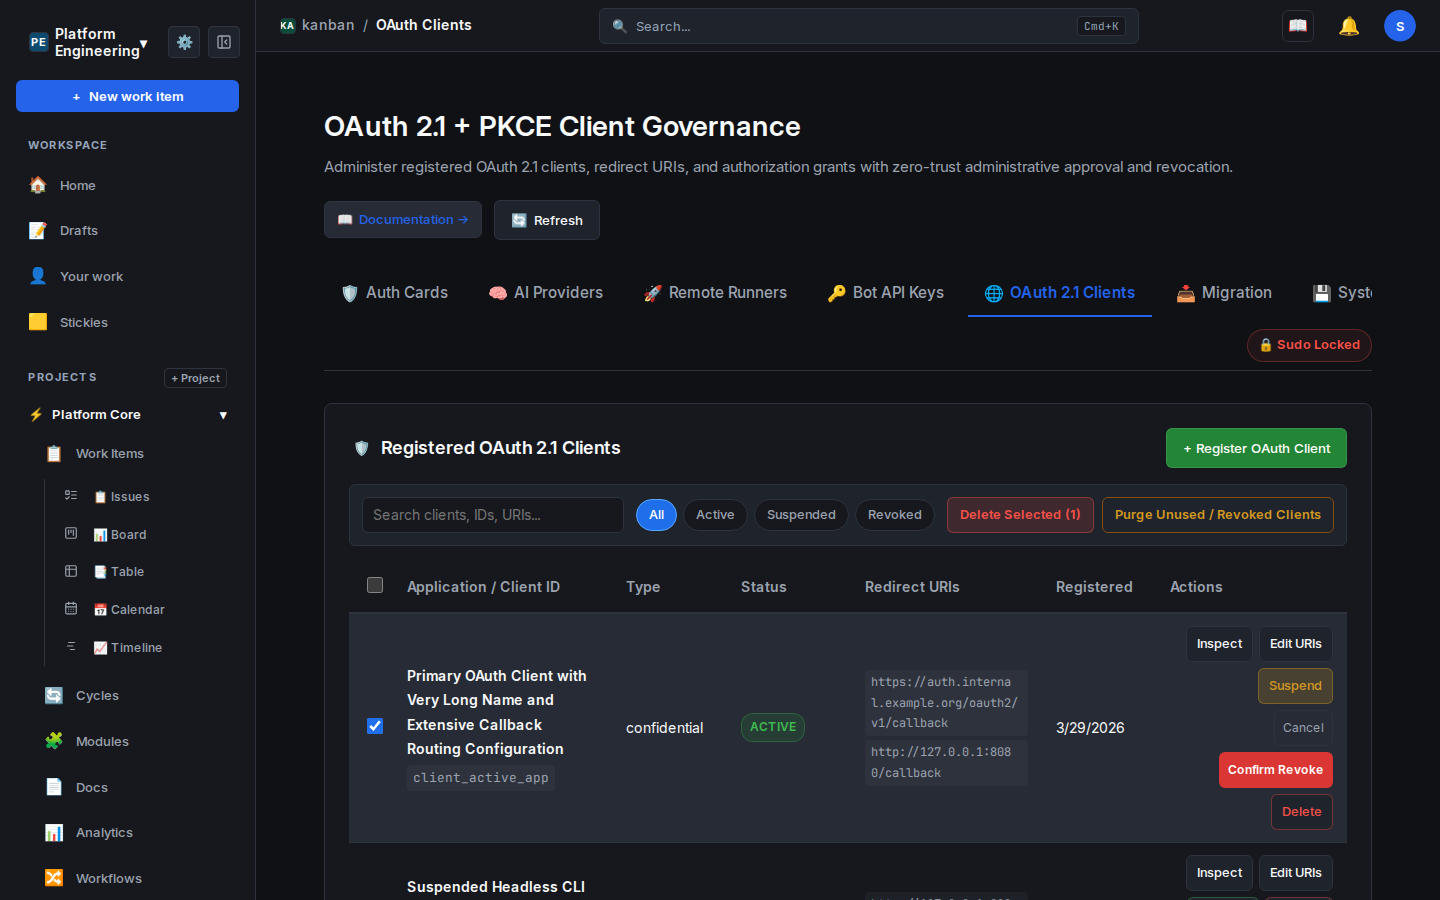 PE Platform Engineering ▾
+ New work item
WORKSPACE
Home
Drafts
Your work
Stickies
PROJECTS + Project
Platform Core ▾
Work Items
Issues
Board
Table
Calendar
Timeline
Cycles
Modules
Docs
Analytics
Workflows
KA kanban / OAuth Clients
Search... Cmd+K
S
OAuth 2.1 + PKCE Client Governance
Administer registered OAuth 2.1 clients, redirect URIs, and authorization grants with zero-trust administrative approval and revocation.
Documentation → Refresh
Auth Cards AI Providers Remote Runners Bot API Keys OAuth 2.1 Clients Migration Syst
Sudo Locked
Registered OAuth 2.1 Clients
+ Register OAuth Client
Search clients, IDs, URIs... All Active Suspended Revoked Delete Selected (1) Purge Unused / Revoked Clients
Application / Client ID Type Status Redirect URIs Registered Actions
Primary OAuth Client with
Very Long Name and
Extensive Callback
Routing Configuration
client_active_app
confidential
ACTIVE
https://auth.interna
l.example.org/oauth2/
v1/callback
http://127.0.0.1:808
0/callback
3/29/2026
Inspect Edit URIs
Suspend
Cancel
Confirm Revoke
Delete
Suspended Headless CLI
Inspect Edit URIs